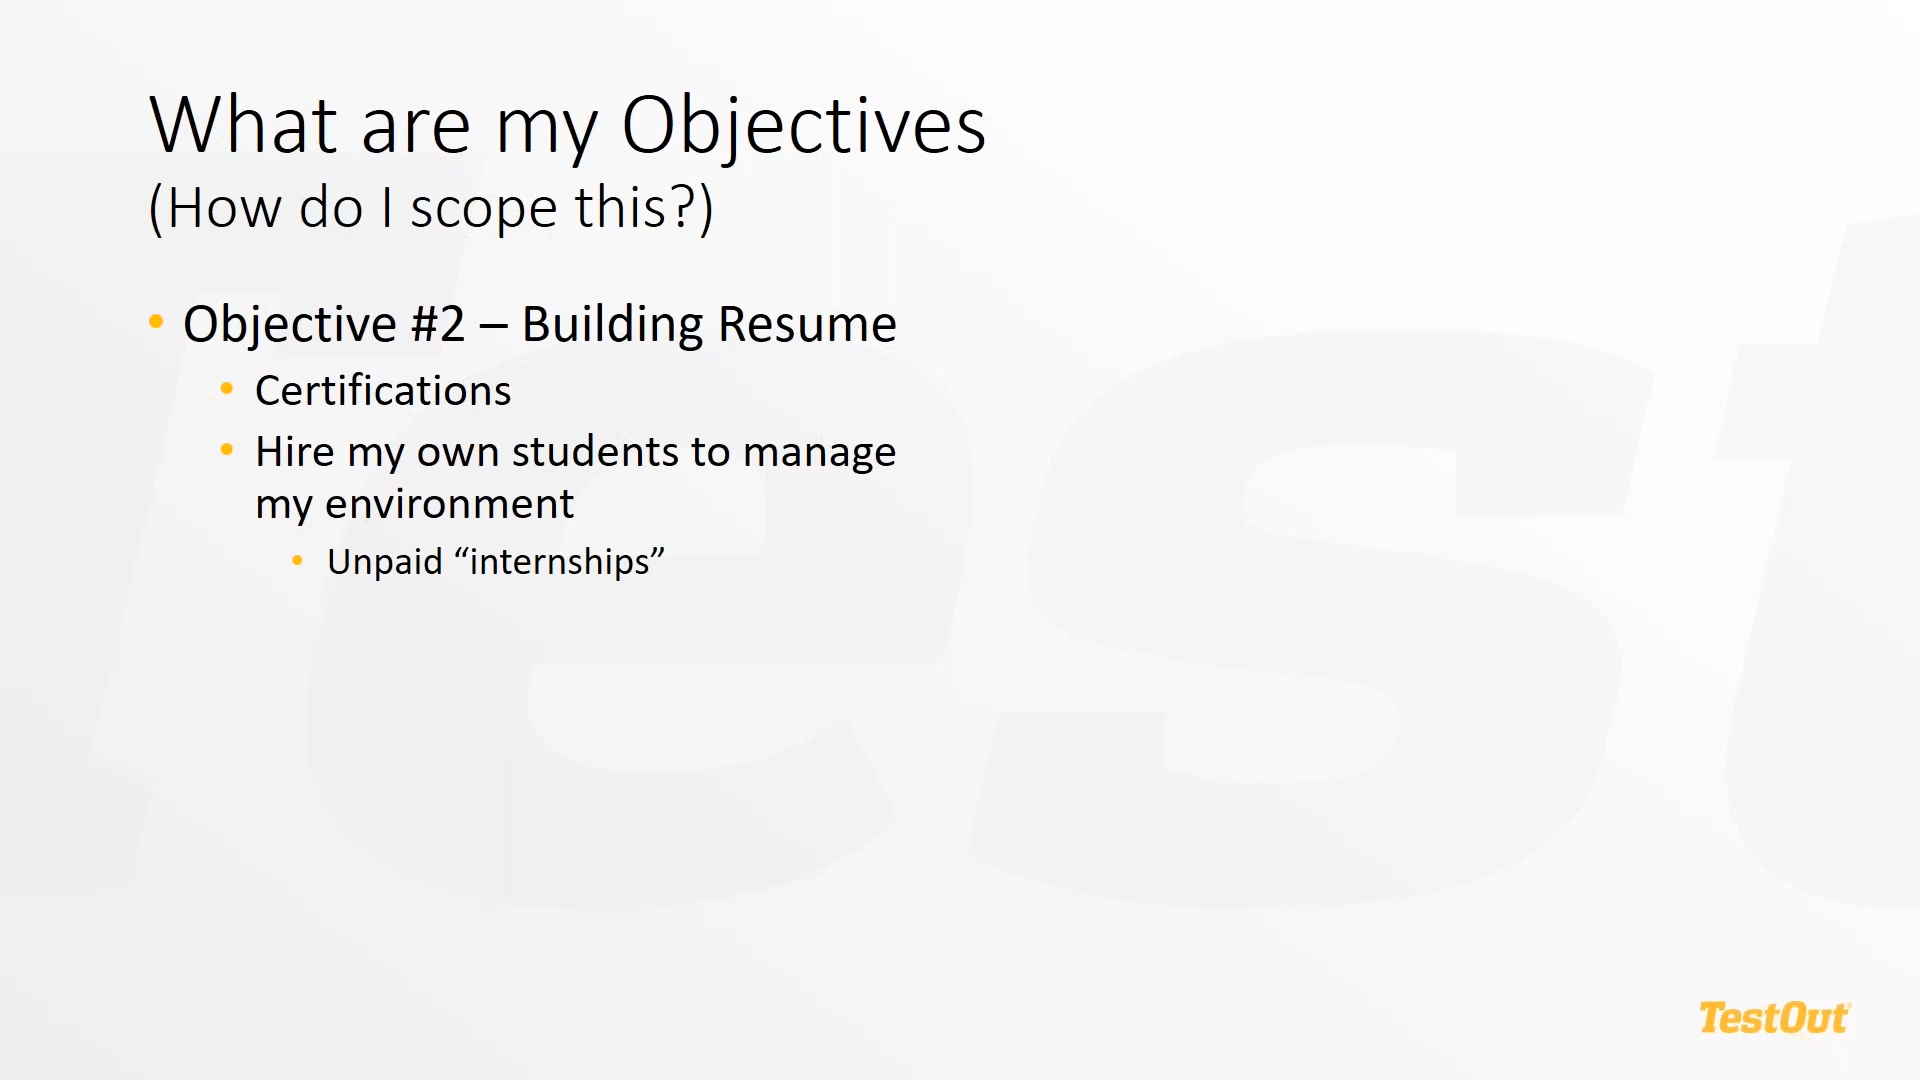 What are my Objectives
(How do I scope this?)
• Objective #2 – Building Resume
• Certifications
• Hire my own students to manage
my environment
• Unpaid “internships”
TestOut